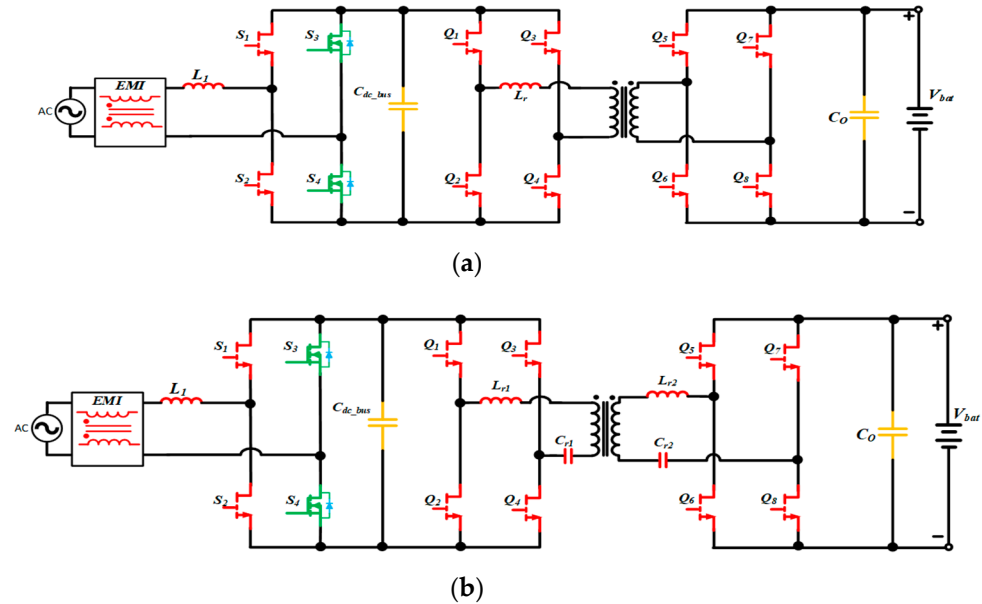 S1
S3
Q1
Q3
Q5
Q7
+
EMI
L1
AC
Cdc_bus
Lr
CO
Vbat
S2
S4
Q2
Q4
Q6
Q8
−
(a)
S1
S3
Q1
Q3
Q5
Q7
+
EMI
L1
AC
Cdc_bus
Lr1
Lr2
Cr1
Cr2
CO
Vbat
S2
S4
Q2
Q4
Q6
Q8
−
(b)